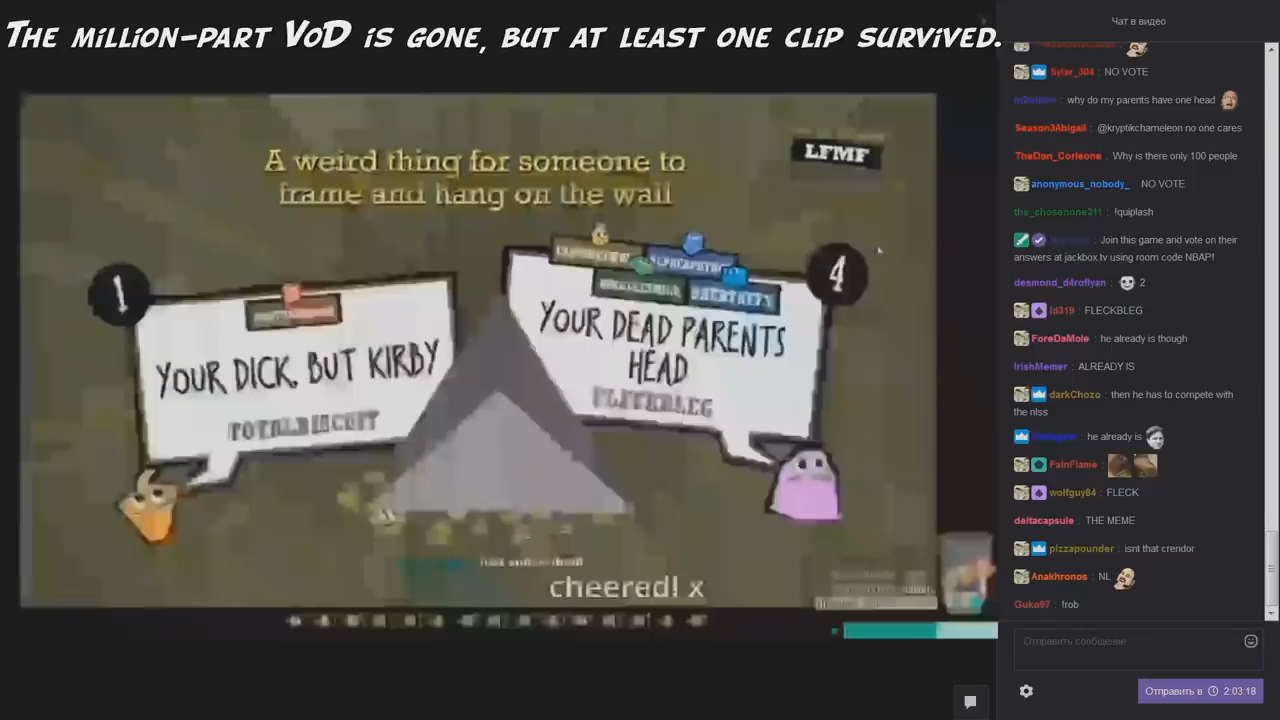 THE MILLION-PART VOD IS GONE, BUT AT LEAST ONE CLIP SURVIVED.
A weird thing for someone to
frame and hang on the wall
LFMF
1
YOUR DICK, BUT KIRBY
TOTALBISCUIT
4
YOUR DEAD PARENTS
HEAD
FLECKBLEG
cheered! x
Чат в видео
Sylar_304 : NO VOTE
why do my parents have one head
Season3Abigail : @kryptikchameleon no one cares
TheDon_Corleone : Why is there only 100 people
anonymous_nobody_ NO VOTE
the_chosenone311 : !quiplash
: Join this game and vote on their
answers at jackbox.tv using room code NBAP!
desmond_d4roflyan : 2
id319 : FLECKBLEG
ForeDaMole : he already is though
IrishMemer : ALREADY IS
darkChozo : then he has to compete with
the nlss
: he already is
FainFlame :
wolfguy84 : FLECK
deltacapsule : THE MEME
pizzapounder : isnt that crendor
Anakhronos : NL
Guko97 : !rob
Отправить сообщение
Отправить в 2:03:18